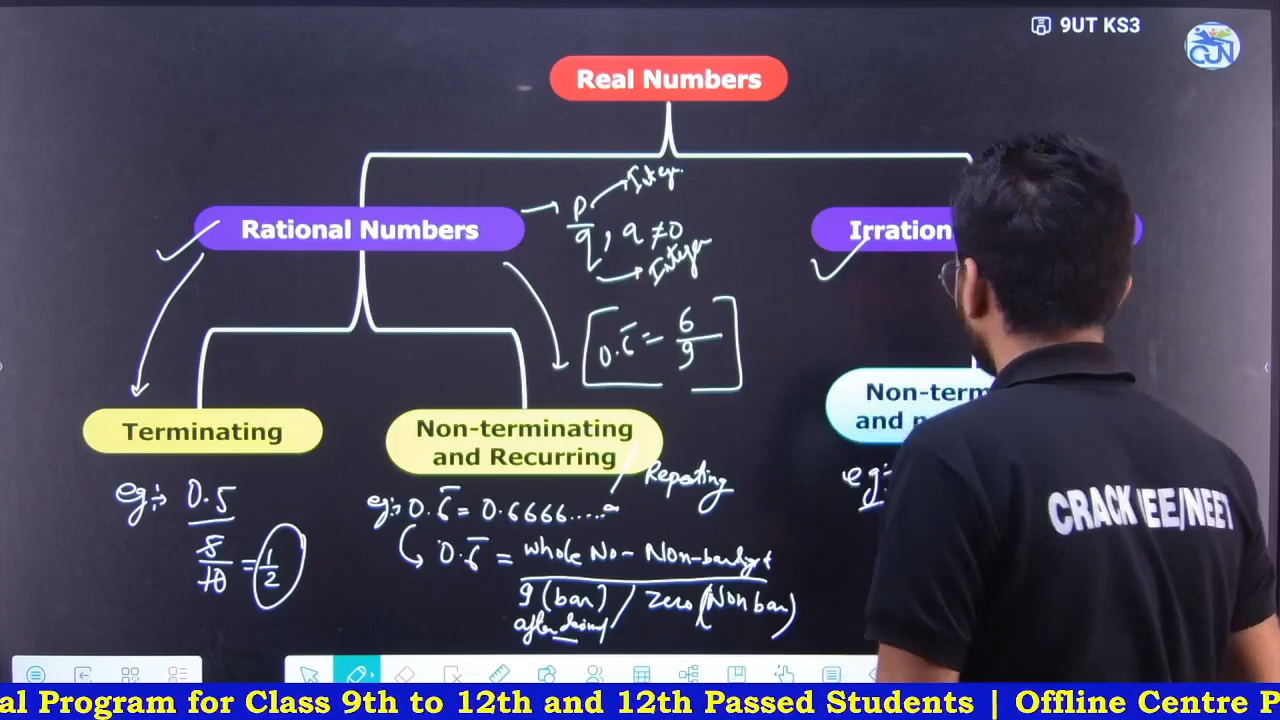 9UT KS3
CJN
Real Numbers
Rational Numbers
p/q, q ≠ 0
Integer
Irration
0.6̅ = 6/9
Non-term
and
Terminating
Non-terminating
and Recurring
Repeating
eg:- 0.5
5/10 = 1/2
eg:- 0.6̅ = 0.6666.....∞
eg:-
0.6̅ = Whole No - Non-bar digit
9 (bar) / zero (Non bar)
after
CRACK JEE/NEET
al Program for Class 9th to 12th and 12th Passed Students | Offline Centre P